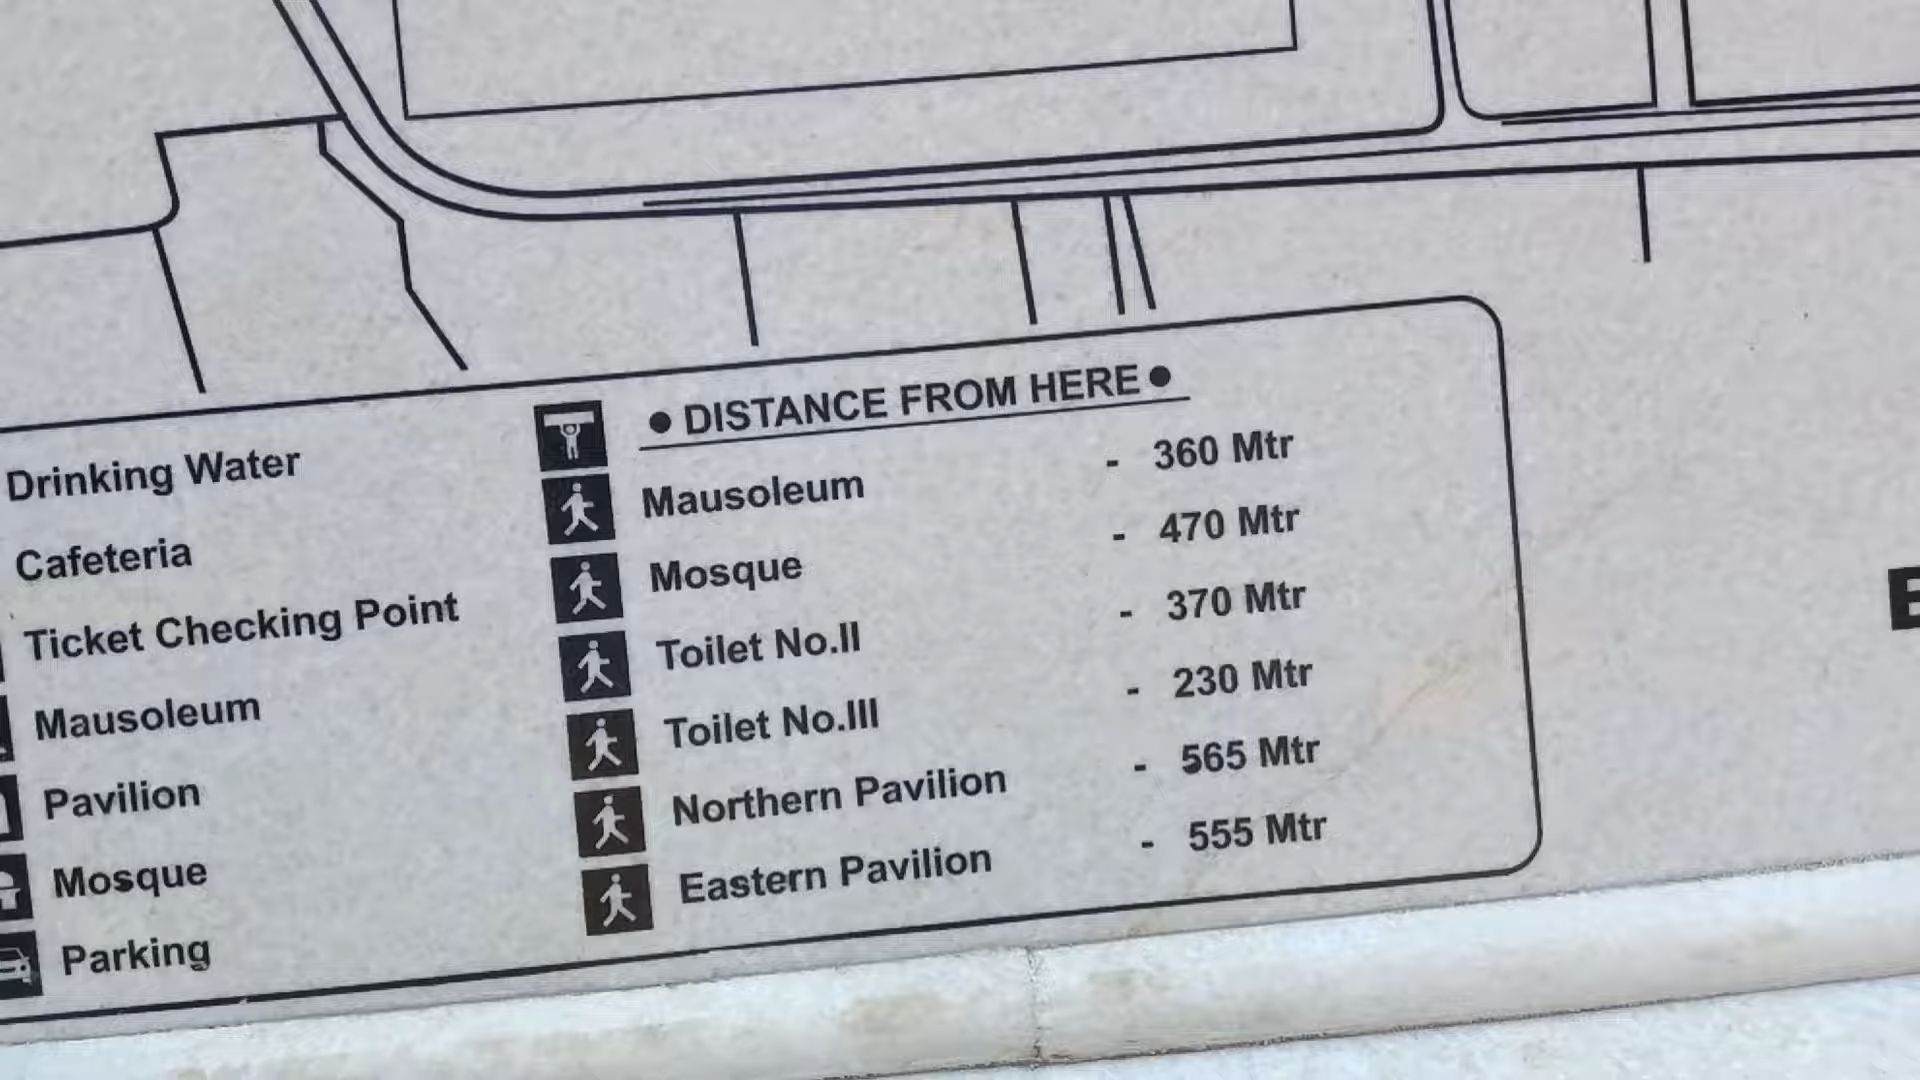 Drinking Water
Cafeteria
Ticket Checking Point
Mausoleum
Pavilion
Mosque
Parking
• DISTANCE FROM HERE •
Mausoleum - 360 Mtr
Mosque - 470 Mtr
Toilet No.II - 370 Mtr
Toilet No.III - 230 Mtr
Northern Pavilion - 565 Mtr
Eastern Pavilion - 555 Mtr